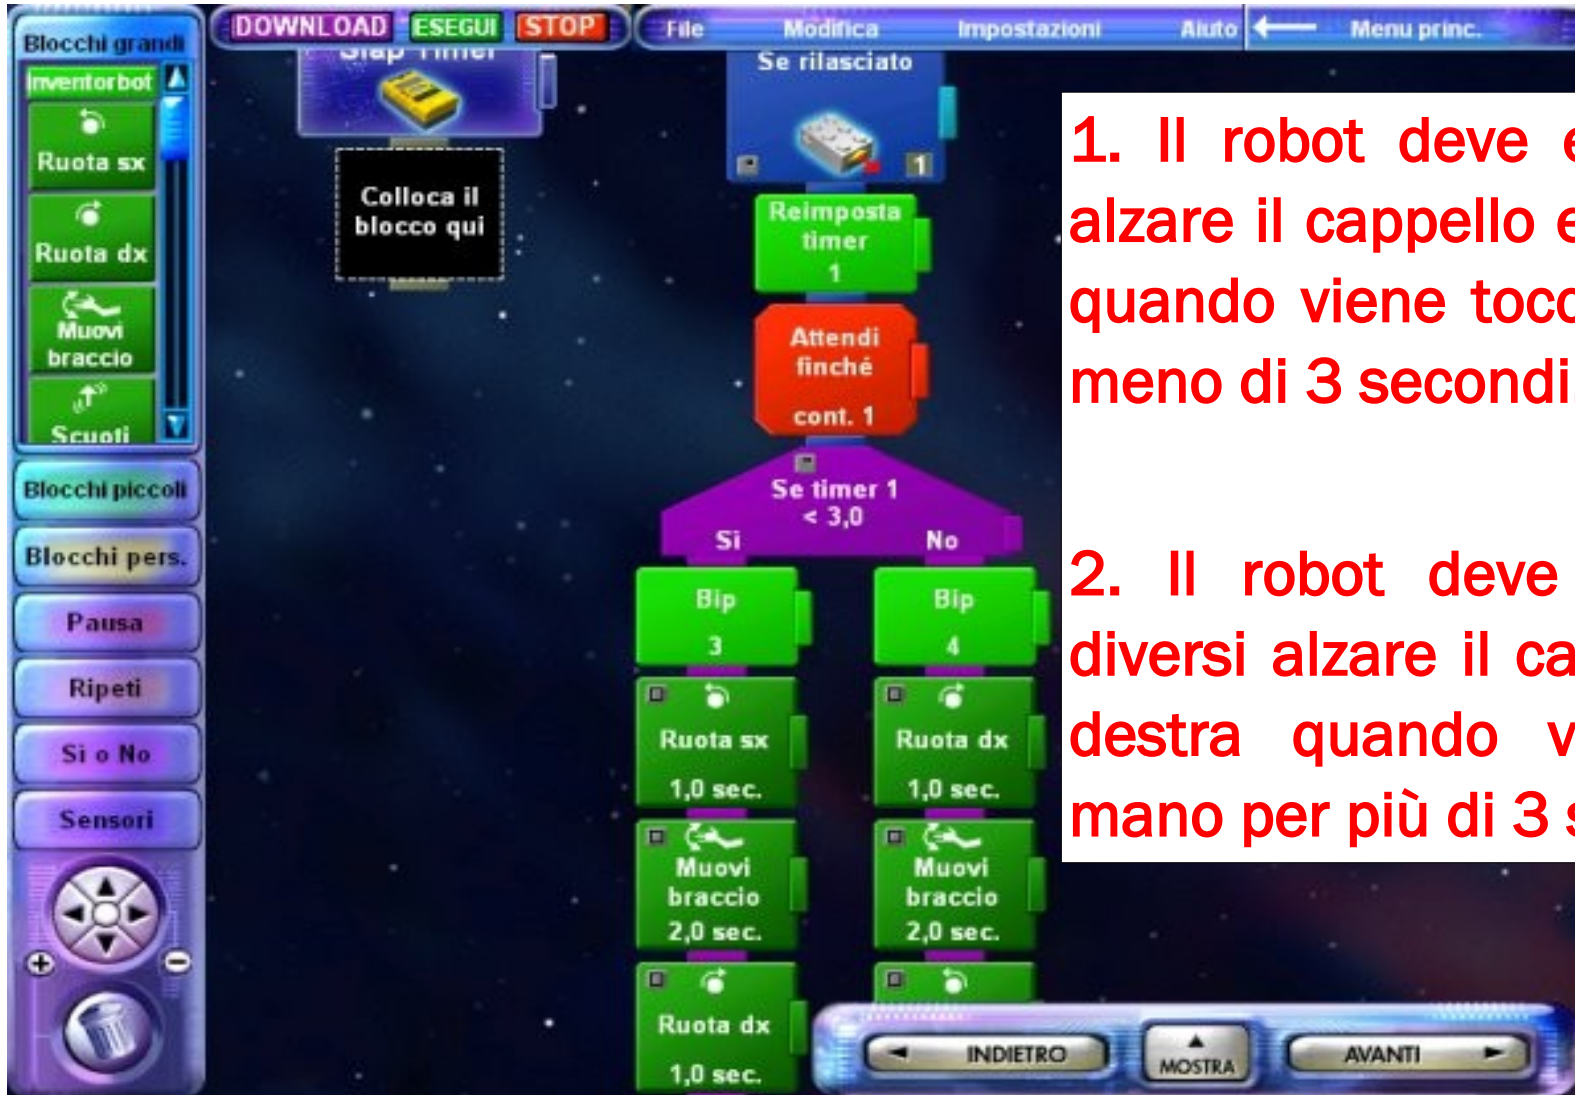 Blocchi grandi
Inventorbot
Ruota sx
Ruota dx
Muovi
braccio
Scuoti
Blocchi piccoli
Blocchi pers.
Pausa
Ripeti
Si o No
Sensori
DOWNLOAD ESEGUI STOP
File Modifica Impostazioni Aiuto Menu princ.
Slap Timer
Colloca il
blocco qui
Se rilasciato
1
Reimposta
timer
1
Attendi
finché
cont. 1
Se timer 1
< 3,0
Si No
Bip
3
Ruota sx
1,0 sec.
Muovi
braccio
2,0 sec.
Ruota dx
1,0 sec.
Bip
4
Ruota dx
1,0 sec.
Muovi
braccio
2,0 sec.
1. Il robot deve
alzare il cappello
quando viene
meno di 3 secondi
2. Il robot deve
diversi alzare il
destra quando
mano per più di 3
INDIETRO MOSTRA AVANTI